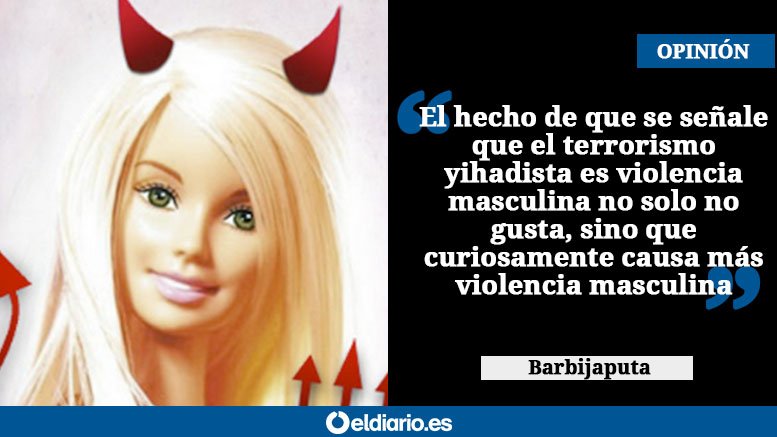 OPINIÓN
“El hecho de que se señale
que el terrorismo
yihadista es violencia
masculina no solo no
gusta, sino que
curiosamente causa más
violencia masculina”
Barbijaputa
eldiario.es